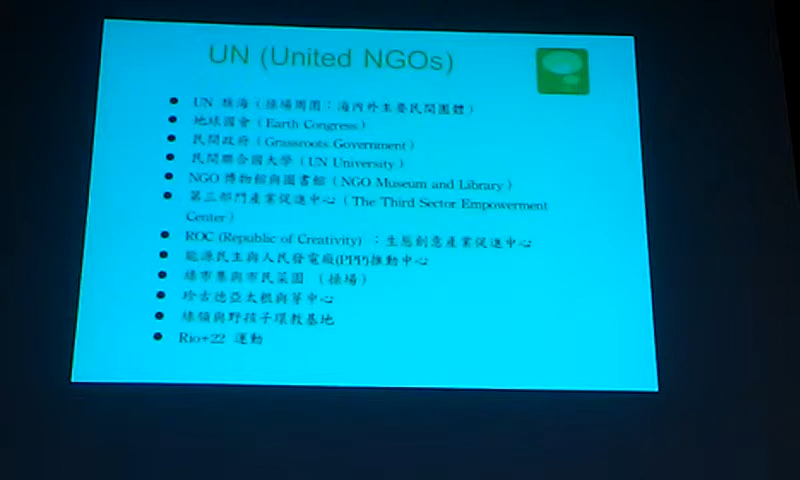 UN (United NGOs)
UN 旗海（操場周圍：海內外主要民間團體）
地球國會（Earth Congress）
民間政府（Grassroots Government）
民間聯合國大學（UN University）
NGO 博物館與圖書館（NGO Museum and Library）
第三部門產業促進中心（The Third Sector Empowerment
Center）
ROC (Republic of Creativity) ：生態創意產業促進中心
能源民主與人民發電廠(PPP)推動中心
綠市集與市民菜園 （操場）
珍古德亞太根與芽中心
綠領與野孩子環教基地
Rio+22 運動